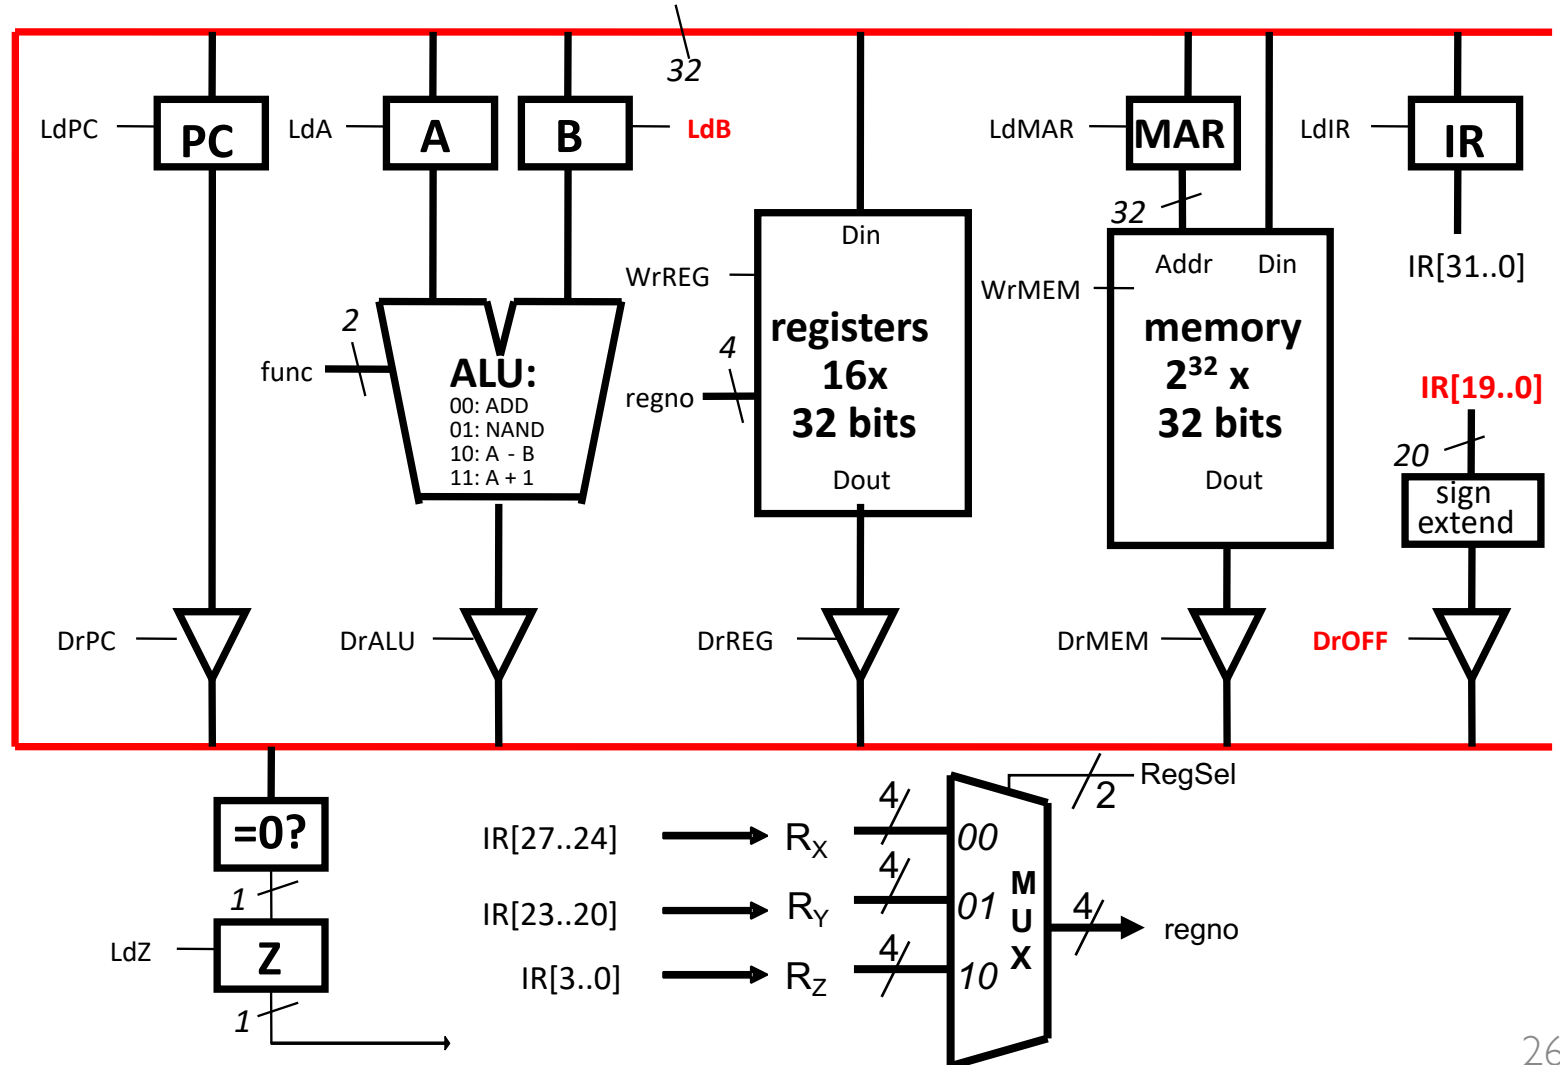 32
LdPC
PC
LdA
A
B
LdB
LdMAR
MAR
LdIR
IR
32
Din
WrREG
registers
16x
32 bits
Dout
4
regno
Addr Din
WrMEM
memory
2³² x
32 bits
Dout
IR[31..0]
2
func
ALU:
00: ADD
01: NAND
10: A - B
11: A + 1
IR[19..0]
20
sign
extend
DrPC
DrALU
DrREG
DrMEM
DrOFF
=0?
1
LdZ
Z
1
RegSel
2
IR[27..24]
R_X
4
00
IR[23..20]
R_Y
4
01
IR[3..0]
R_Z
4
10
M
U
X
4
regno
26